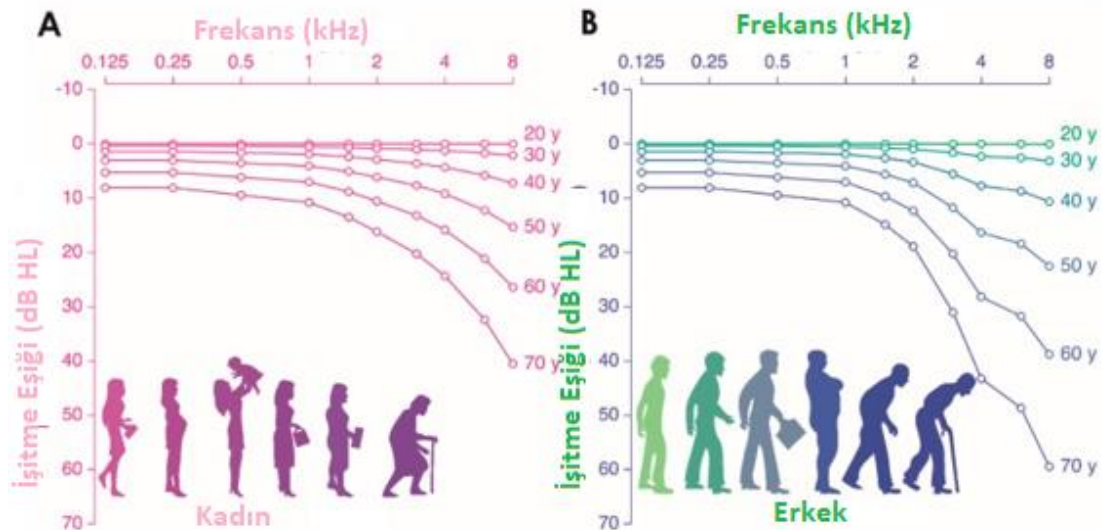 A
Frekans (kHz)
0.125 0.25 0.5 1 2 4 8
-10
0
10
20
30
40
50
60
70
İşitme Eşiği (dB HL)
20 y
30 y
40 y
50 y
60 y
70 y
Kadın
B
Frekans (kHz)
0.125 0.25 0.5 1 2 4 8
-10
0
10
20
30
40
50
60
70
İşitme Eşiği (dB HL)
20 y
30 y
40 y
50 y
60 y
70 y
Erkek